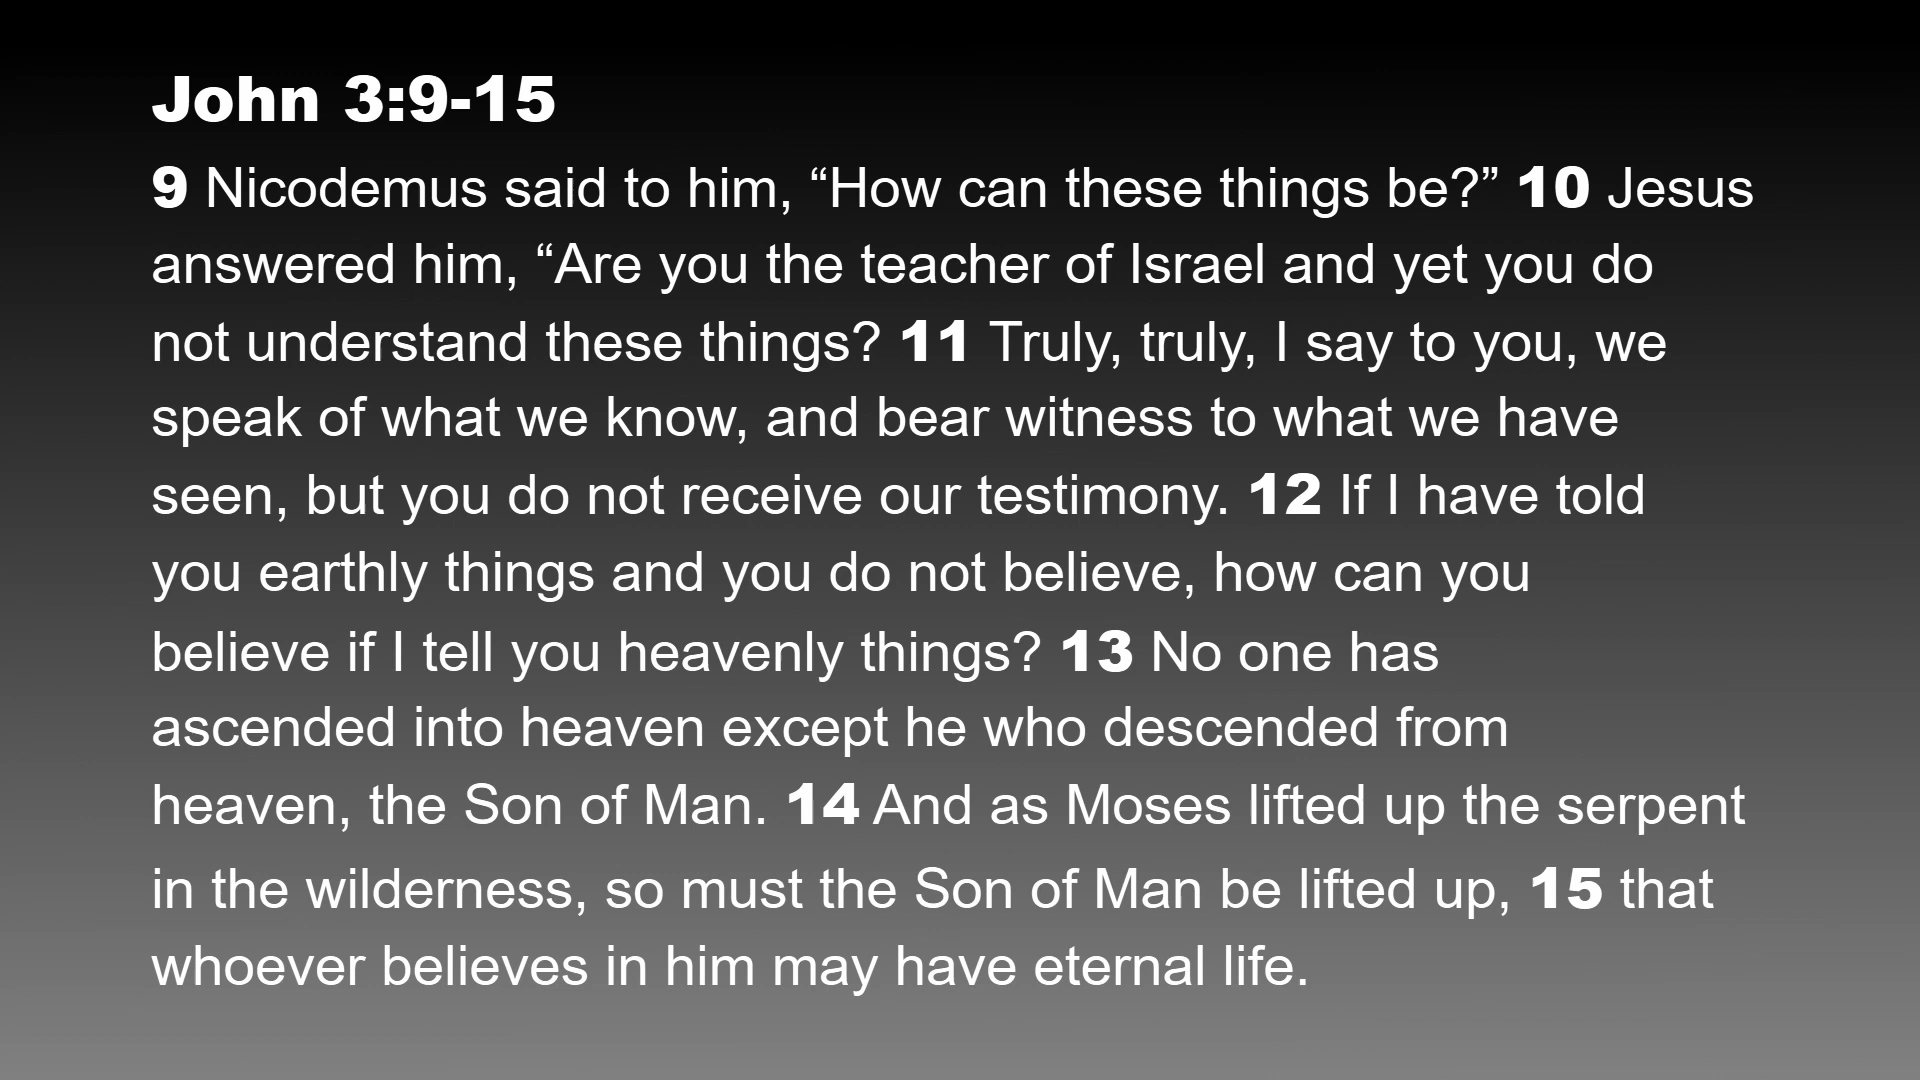 John 3:9-15
9 Nicodemus said to him, “How can these things be?” 10 Jesus
answered him, “Are you the teacher of Israel and yet you do
not understand these things? 11 Truly, truly, I say to you, we
speak of what we know, and bear witness to what we have
seen, but you do not receive our testimony. 12 If I have told
you earthly things and you do not believe, how can you
believe if I tell you heavenly things? 13 No one has
ascended into heaven except he who descended from
heaven, the Son of Man. 14 And as Moses lifted up the serpent
in the wilderness, so must the Son of Man be lifted up, 15 that
whoever believes in him may have eternal life.